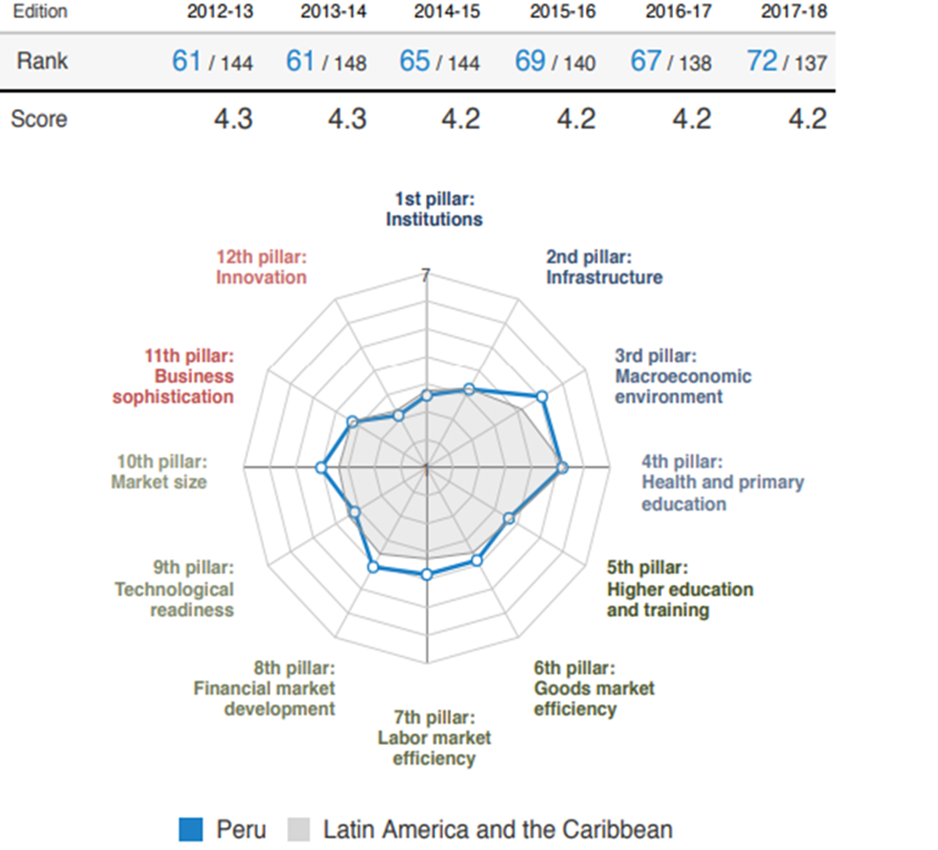 Edition 2012-13 2013-14 2014-15 2015-16 2016-17 2017-18
Rank 61 / 144 61 / 148 65 / 144 69 / 140 67 / 138 72 / 137
Score 4.3 4.3 4.2 4.2 4.2 4.2
1st pillar:
Institutions
2nd pillar:
Infrastructure
3rd pillar:
Macroeconomic
environment
4th pillar:
Health and primary
education
5th pillar:
Higher education
and training
6th pillar:
Goods market
efficiency
7th pillar:
Labor market
efficiency
8th pillar:
Financial market
development
9th pillar:
Technological
readiness
10th pillar:
Market size
11th pillar:
Business
sophistication
12th pillar:
Innovation
7
1
Peru Latin America and the Caribbean